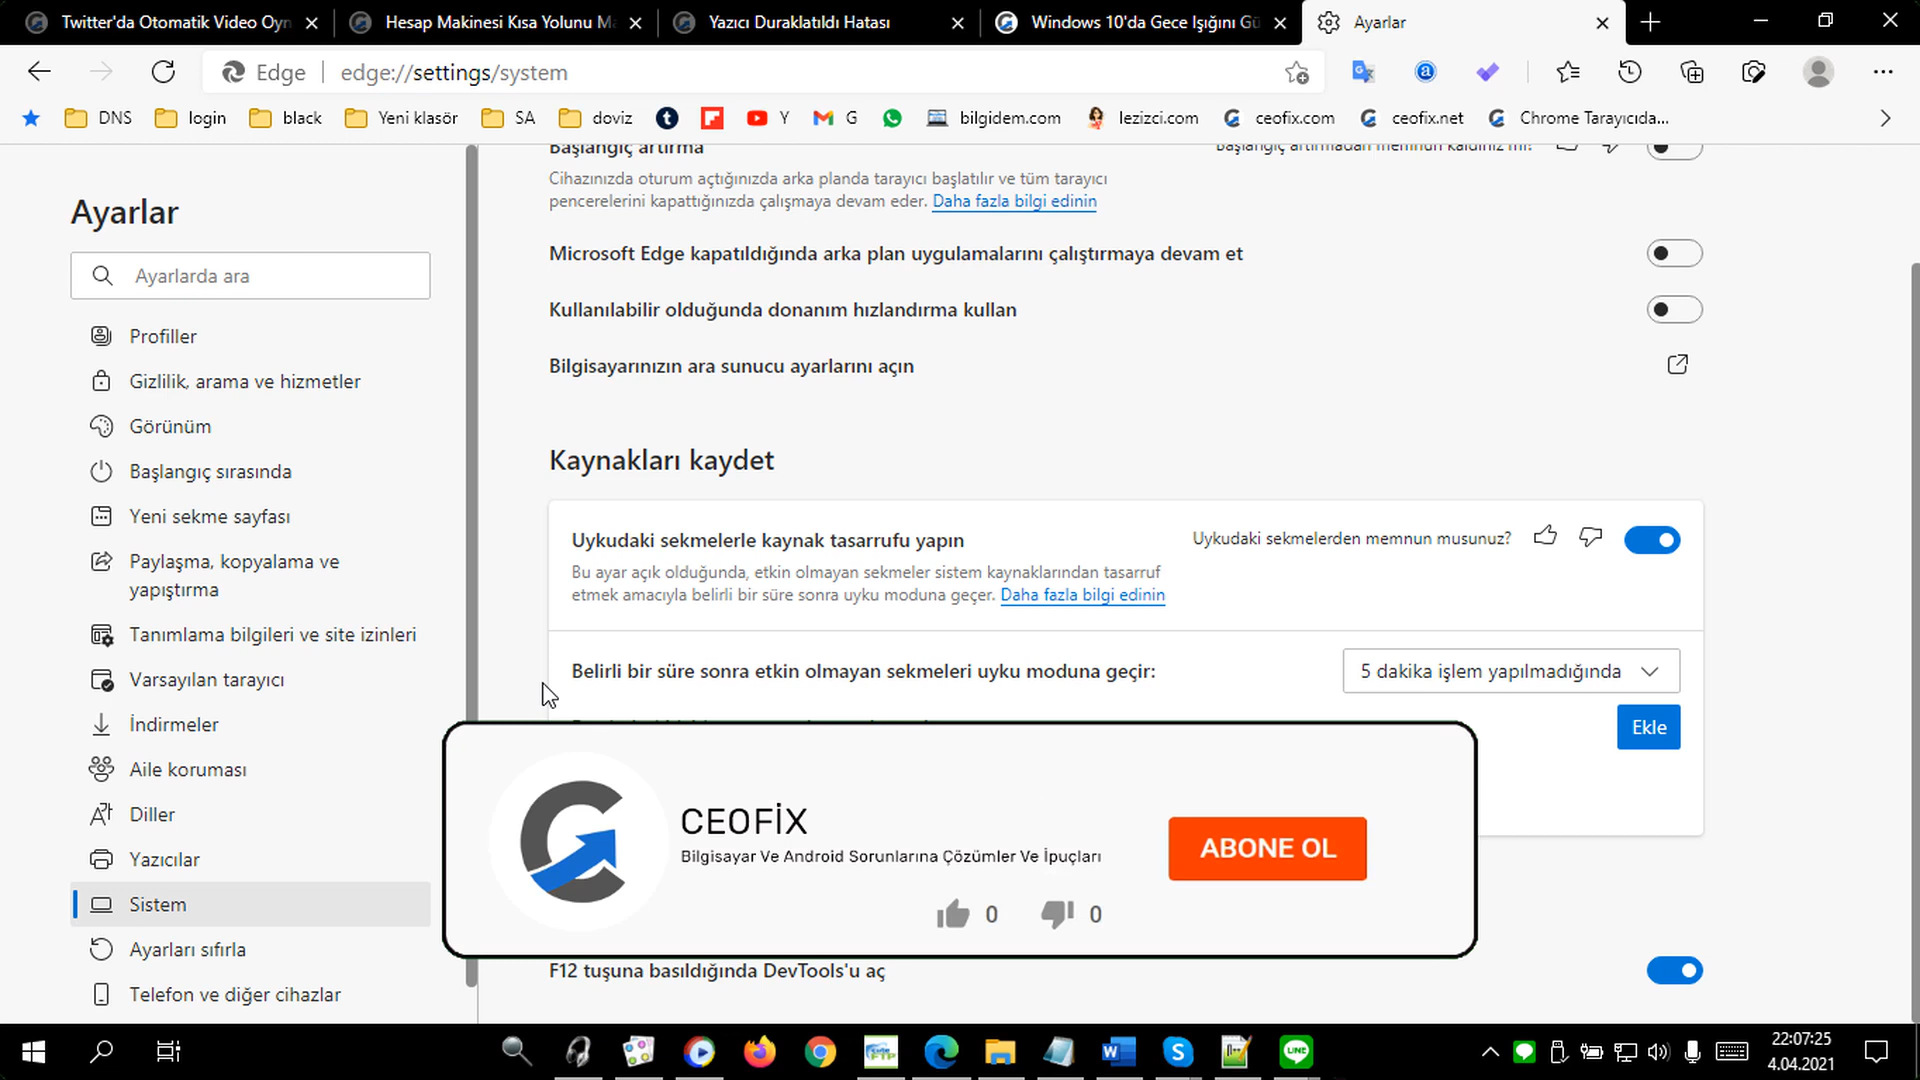 Twitter'da Otomatik Video Oyn
Hesap Makinesi Kısa Yolunu Ma
Yazıcı Duraklatıldı Hatası
Windows 10'da Gece Işığını Gü
Ayarlar
Edge
edge://settings/system
DNS
login
black
Yeni klasör
SA
doviz
Y
G
bilgidem.com
lezizci.com
ceofix.com
ceofix.net
Chrome Tarayıcıda...
Ayarlar
Ayarlarda ara
Profiller
Gizlilik, arama ve hizmetler
Görünüm
Başlangıç sırasında
Yeni sekme sayfası
Paylaşma, kopyalama ve
yapıştırma
Tanımlama bilgileri ve site izinleri
Varsayılan tarayıcı
İndirmeler
Aile koruması
Diller
Yazıcılar
Sistem
Ayarları sıfırla
Telefon ve diğer cihazlar
Başlangıç artırma
Başlangıç artırmadan memnun kaldınız mı?
Cihazınızda oturum açtığınızda arka planda tarayıcı başlatılır ve tüm tarayıcı
pencerelerini kapattığınızda çalışmaya devam eder. Daha fazla bilgi edinin
Microsoft Edge kapatıldığında arka plan uygulamalarını çalıştırmaya devam et
Kullanılabilir olduğunda donanım hızlandırma kullan
Bilgisayarınızın ara sunucu ayarlarını açın
Kaynakları kaydet
Uykudaki sekmelerle kaynak tasarrufu yapın
Uykudaki sekmelerden memnun musunuz?
Bu ayar açık olduğunda, etkin olmayan sekmeler sistem kaynaklarından tasarruf
etmek amacıyla belirli bir süre sonra uyku moduna geçer. Daha fazla bilgi edinin
Belirli bir süre sonra etkin olmayan sekmeleri uyku moduna geçir:
5 dakika işlem yapılmadığında
Ekle
CEOFİX
Bilgisayar Ve Android Sorunlarına Çözümler Ve İpuçları
ABONE OL
0
0
F12 tuşuna basıldığında DevTools'u aç
22:07:25
4.04.2021